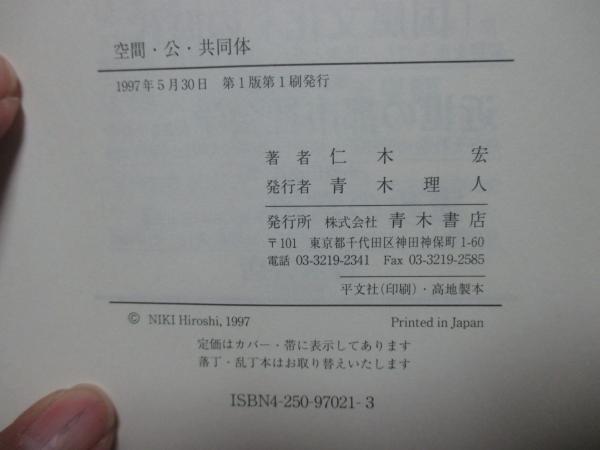 空間・公・共同体
1997年5月30日 第1版第1刷発行
著者 仁木 宏
発行者 青木理人
発行所 株式会社 青木書店
〒101 東京都千代田区神田神保町1-60
電話 03-3219-2341 Fax 03-3219-2585
平文社(印刷)・高地製本
© NIKI Hiroshi, 1997 Printed in Japan
定価はカバー・帯に表示してあります
落丁・乱丁本はお取り替えいたします
ISBN4-250-97021-3